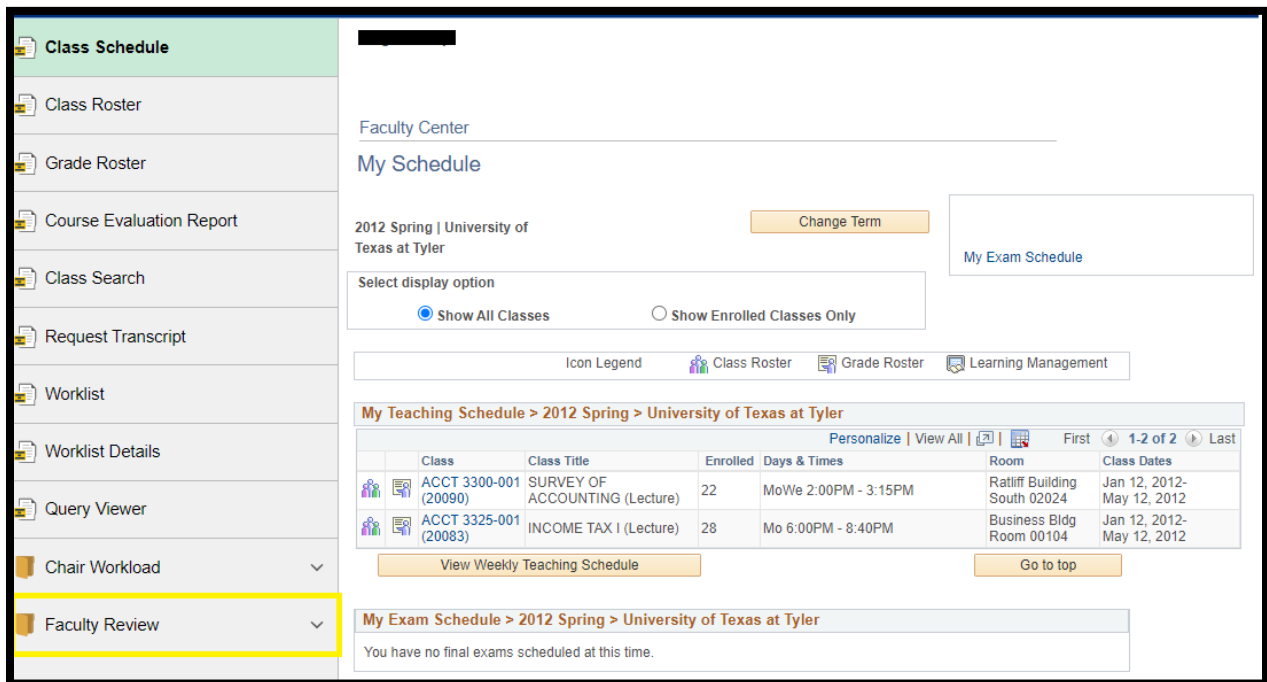 Class Schedule
Class Roster
Grade Roster
Course Evaluation Report
Class Search
Request Transcript
Worklist
Worklist Details
Query Viewer
Chair Workload
Faculty Review
Faculty Center
My Schedule
2012 Spring | University of
Texas at Tyler
Change Term
My Exam Schedule
Select display option
Show All Classes Show Enrolled Classes Only
Icon Legend Class Roster Grade Roster Learning Management
My Teaching Schedule > 2012 Spring > University of Texas at Tyler
Personalize | View All | | First 1-2 of 2 Last
Class Class Title Enrolled Days & Times Room Class Dates
ACCT 3300-001 SURVEY OF 22 MoWe 2:00PM - 3:15PM Ratliff Building Jan 12, 2012-
(20090) ACCOUNTING (Lecture) South 02024 May 12, 2012
ACCT 3325-001 INCOME TAX I (Lecture) 28 Mo 6:00PM - 8:40PM Business Bldg Jan 12, 2012-
(20083) Room 00104 May 12, 2012
View Weekly Teaching Schedule Go to top
My Exam Schedule > 2012 Spring > University of Texas at Tyler
You have no final exams scheduled at this time.